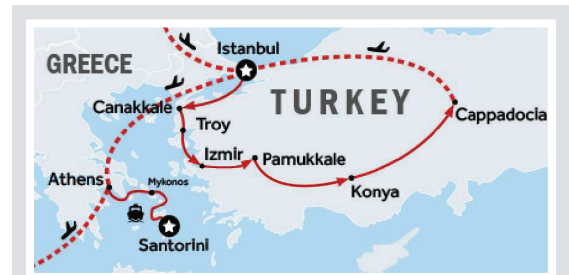 Istanbul
GREECE
TURKEY
Canakkale
Cappadocia
Troy
Izmir
Pamukkale
Athens
Mykonos
Konya
Santorini